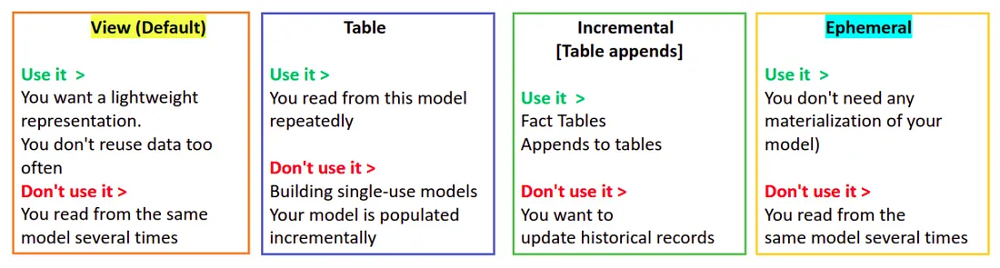 View (Default)
Use it >
You want a lightweight
representation.
You don't reuse data too
often
Don't use it >
You read from the same
model several times
Table
Use it >
You read from this model
repeatedly
Don't use it >
Building single-use models
Your model is populated
incrementally
Incremental
[Table appends]
Use it >
Fact Tables
Appends to tables
Don't use it >
You want to
update historical records
Ephemeral
Use it >
You don't need any
materialization of your
model)
Don't use it >
You read from the
same model several times